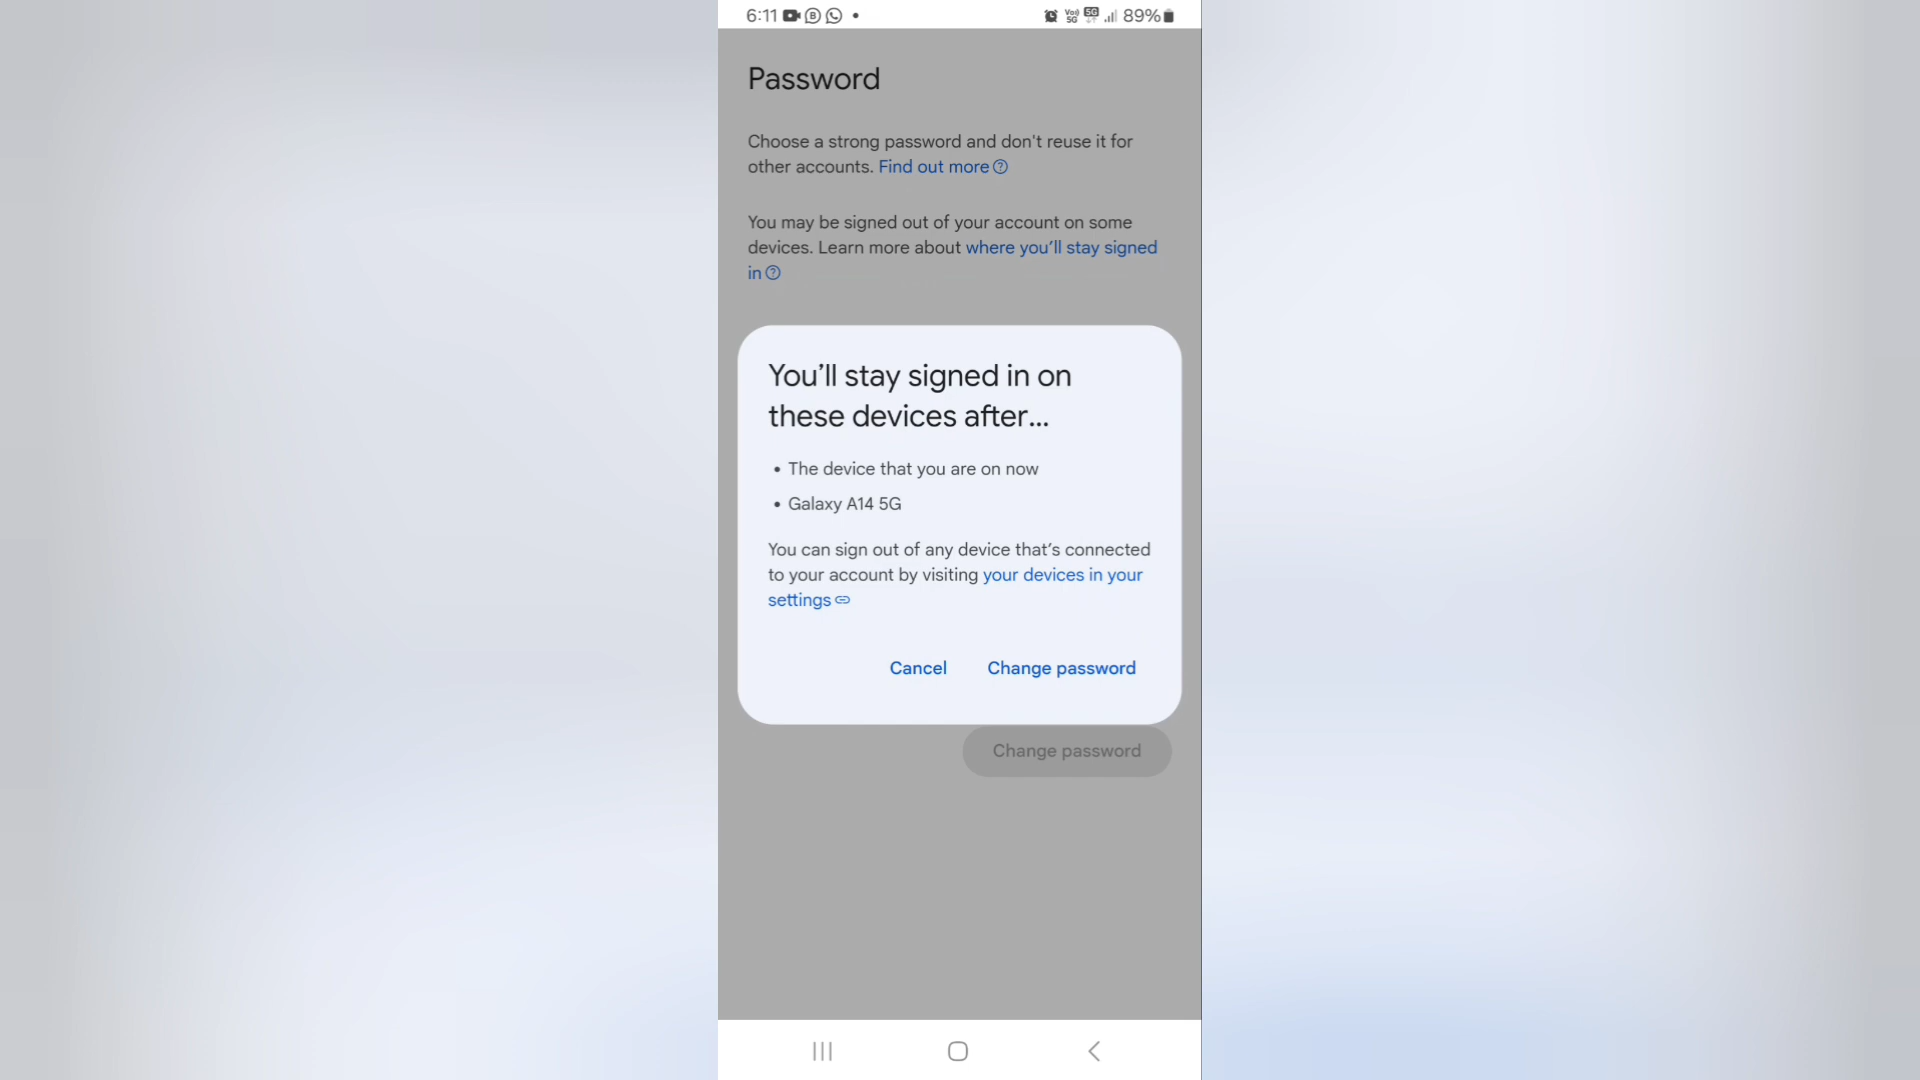 6:11
Vo) 5G 5G 89%
Password
Choose a strong password and don't reuse it for
other accounts. Find out more
You may be signed out of your account on some
devices. Learn more about where you'll stay signed
in
You’ll stay signed in on
these devices after...
• The device that you are on now
• Galaxy A14 5G
You can sign out of any device that’s connected
to your account by visiting your devices in your
settings
Cancel Change password
Change password